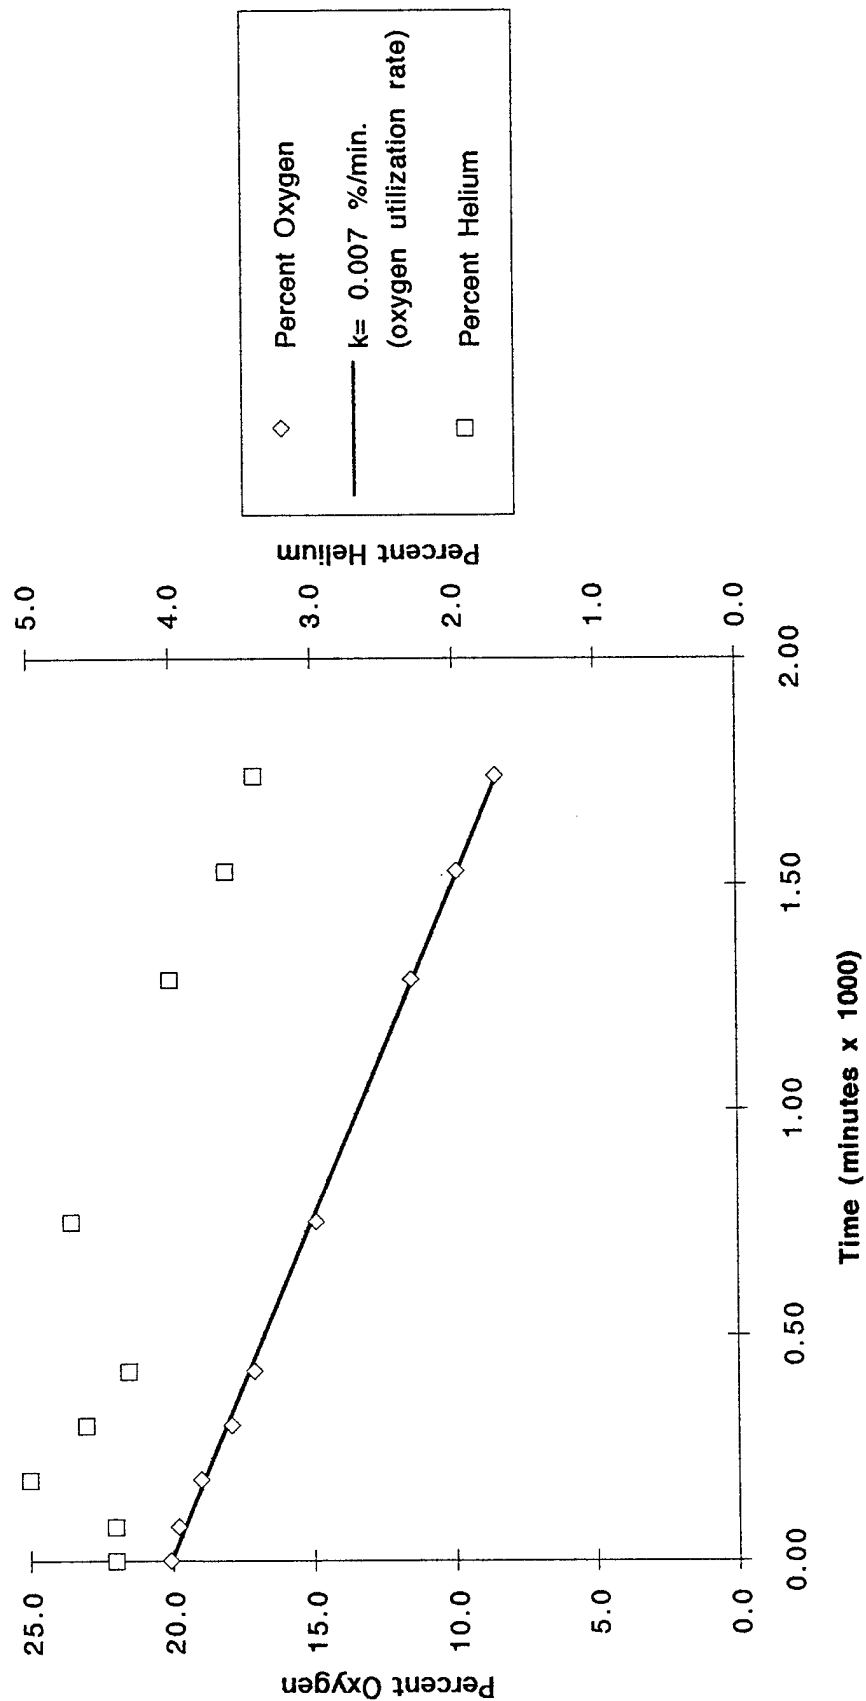 Percent Oxygen
25.0
20.0
15.0
10.0
5.0
0.0
0.00
0.50
1.00
1.50
2.00
Time (minutes x 1000)
5.0
4.0
3.0
2.0
1.0
0.0
Percent Helium
Percent Oxygen
k= 0.007 %/min.
(oxygen utilization rate)
Percent Helium